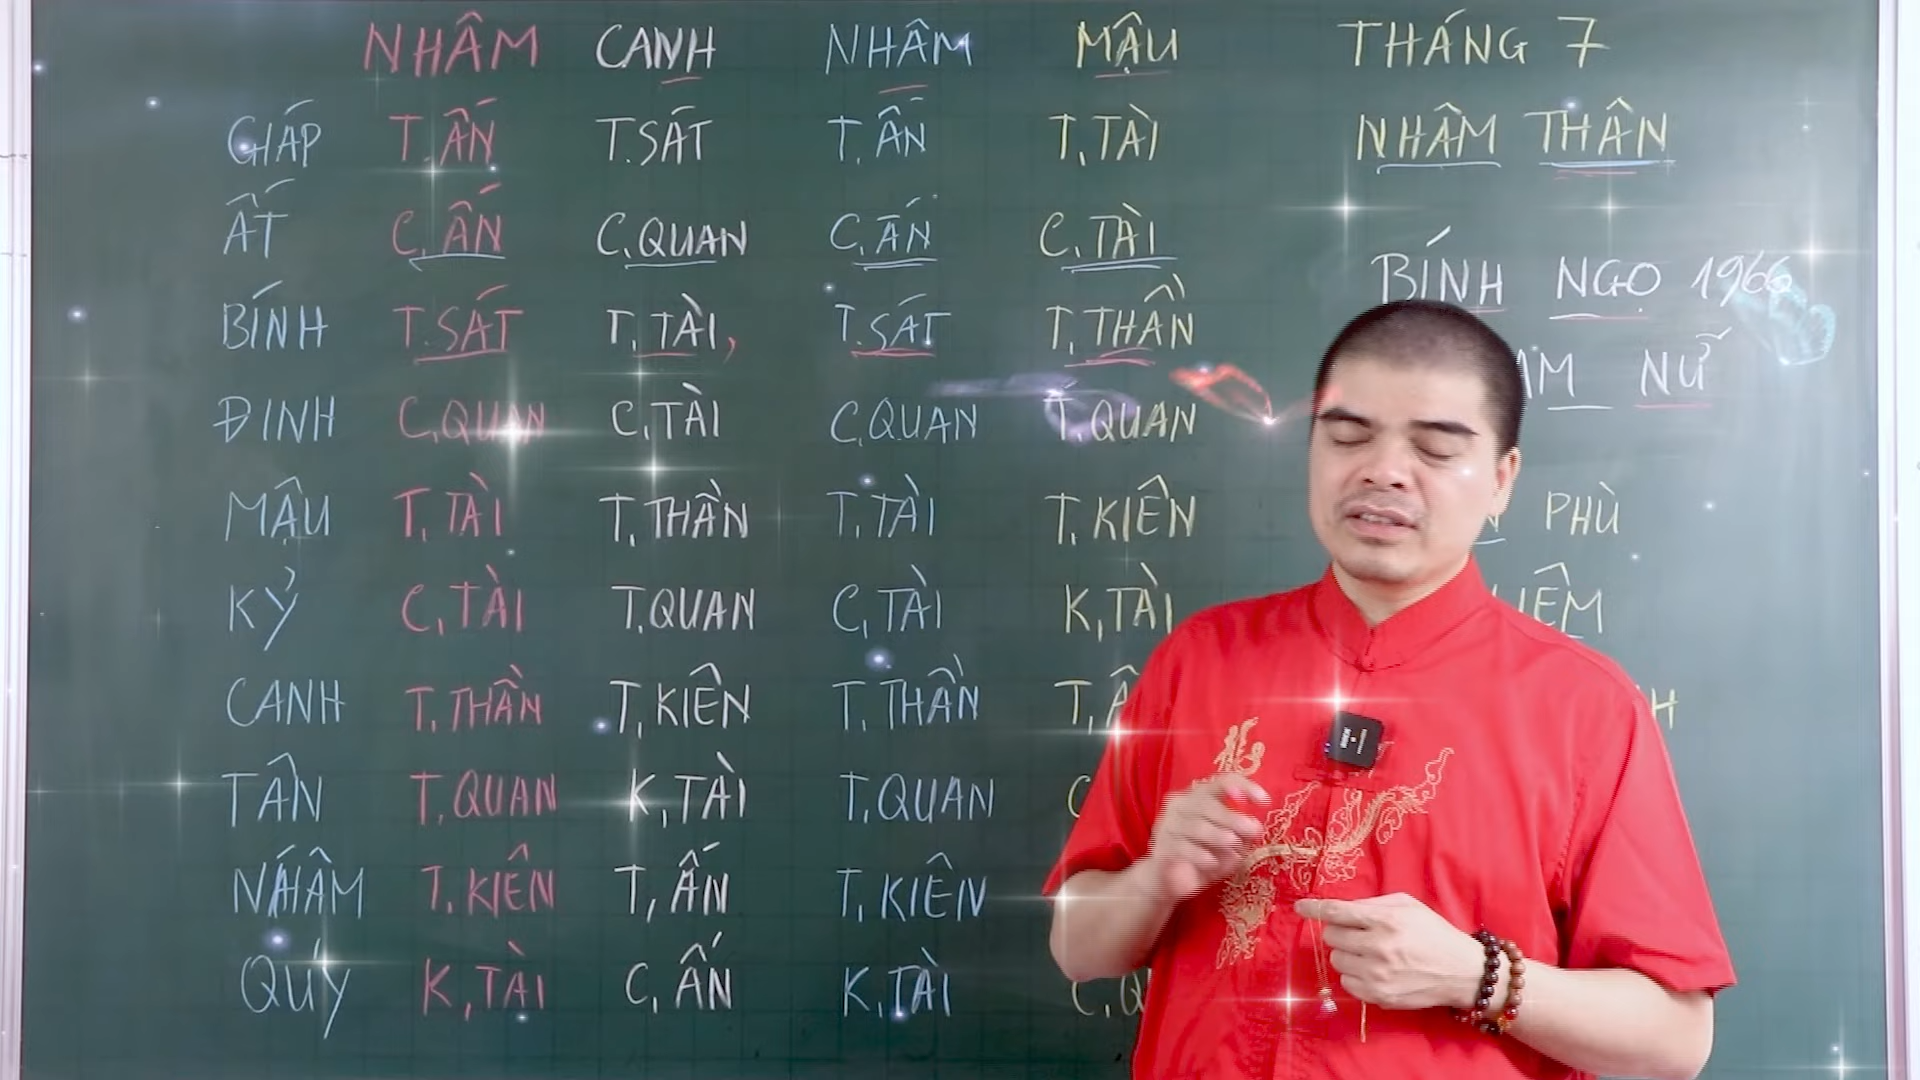 NHÂM CANH NHÂM MẬU THÁNG 7
GIÁP T.ẤN T.SÁT T.ẤN T.TÀI NHÂM THÂN
ẤT C.ẤN C.QUAN C.ẤN C.TÀI
BÍNH NGỌ 1966
BÍNH T.SÁT T.TÀI, T.SÁT T.THẦN
NỮ
ĐINH C.QUAN C.TÀI C.QUAN T.QUAN
MẬU T.TÀI T.THẦN T.TÀI T.KIÊN PHÙ
KỶ C.TÀI T.QUAN C.TÀI K.TÀI
CANH T.THẦN T.KIÊN T.THẦN
TÂN T.QUAN K.TÀI T.QUAN
NHÂM T.KIÊN T.ẤN T.KIÊN
QUÝ K.TÀI C.ẤN K.TÀI